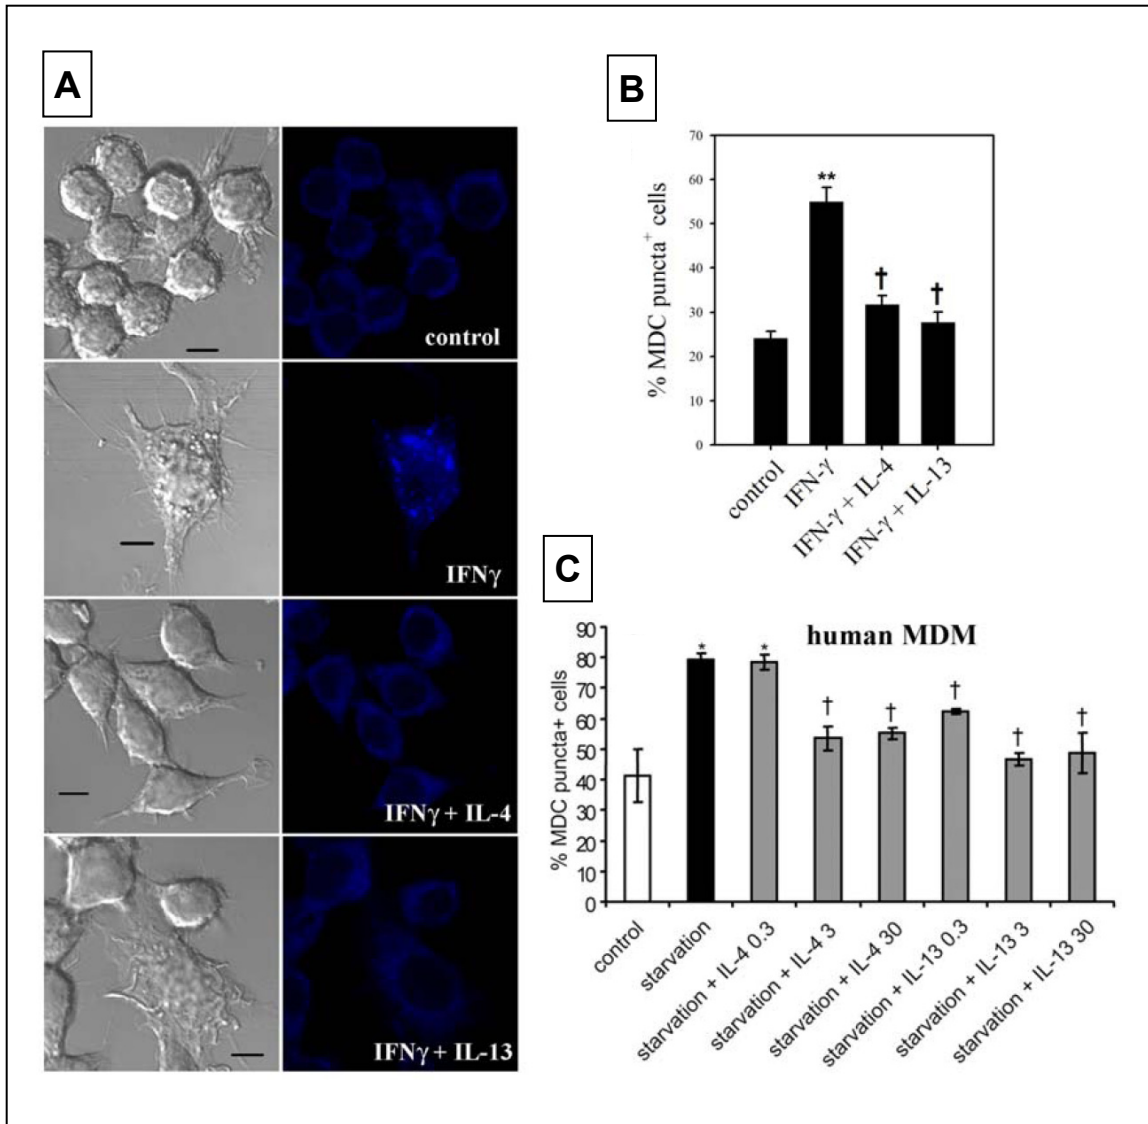 A
control
IFNγ
IFNγ + IL-4
IFNγ + IL-13
B
% MDC puncta⁺ cells
70
60
50
40
30
20
10
0
**
†
†
control
IFN-γ
IFN-γ + IL-4
IFN-γ + IL-13
C
human MDM
% MDC puncta+ cells
90
80
70
60
50
40
30
20
10
0
*
*
†
†
†
†
†
control
starvation
starvation + IL-4 0.3
starvation + IL-4 3
starvation + IL-4 30
starvation + IL-13 0.3
starvation + IL-13 3
starvation + IL-13 30